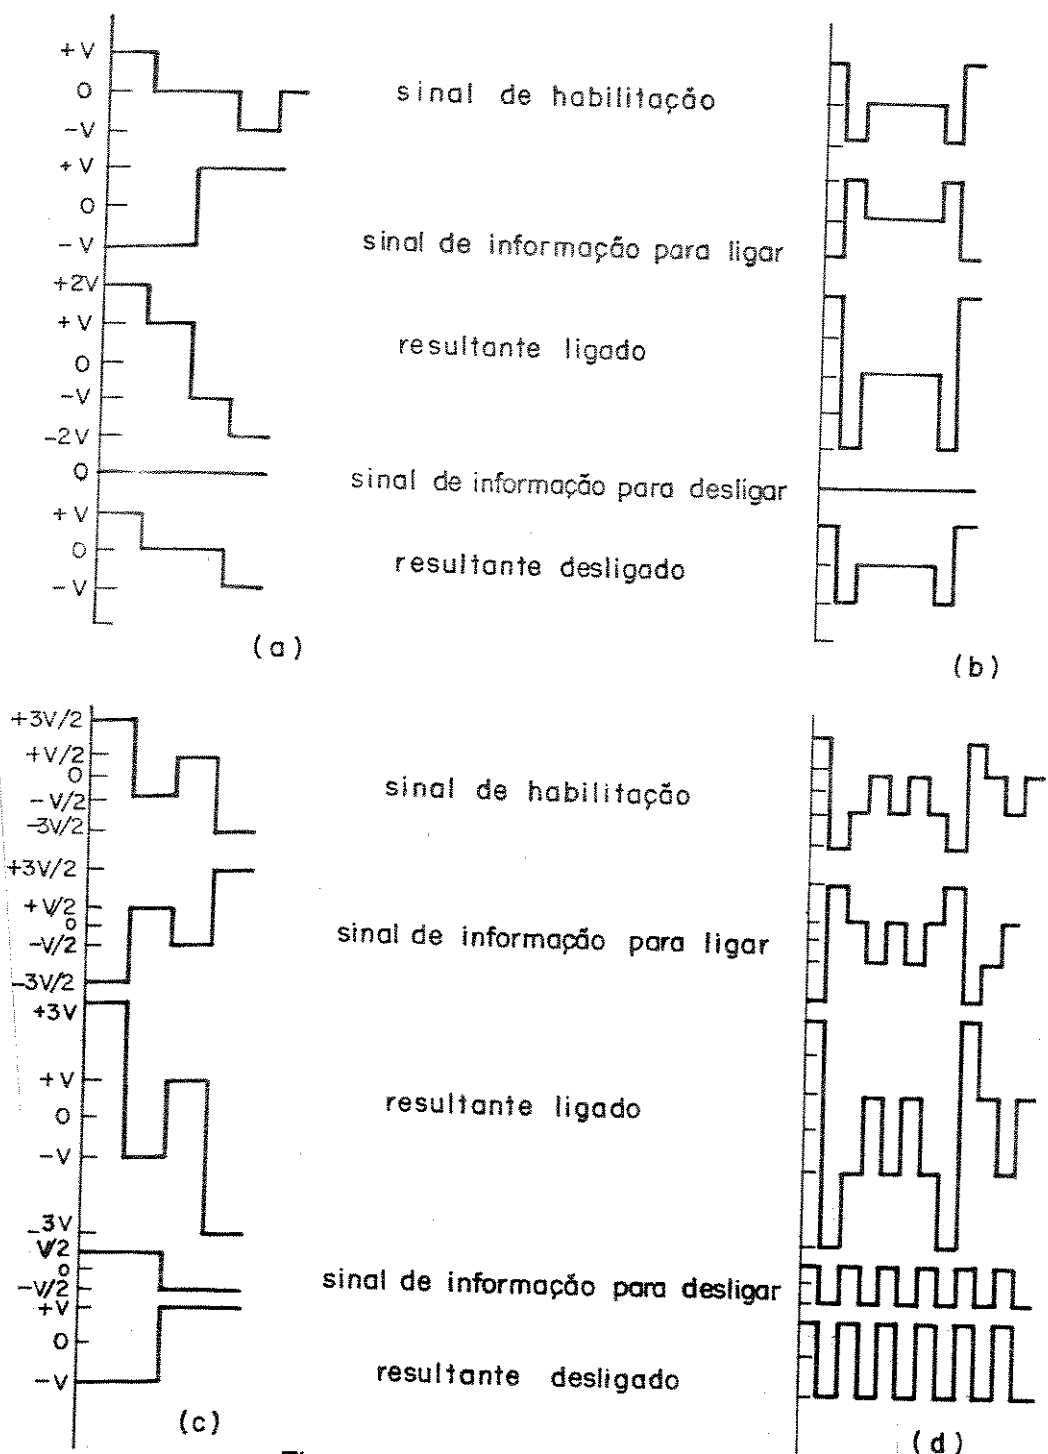 +V
0
-V
sinal de habilitação
+V
0
-V
sinal de informação para ligar
+2V
+V
0
-V
-2V
resultante ligado
0
sinal de informação para desligar
+V
0
-V
resultante desligado
(a)
(b)
+3V/2
+V/2
0
-V/2
-3V/2
sinal de habilitação
+3V/2
+V/2
0
-V/2
-3V/2
sinal de informação para ligar
+3V
+V
0
-V
-3V
resultante ligado
V/2
0
-V/2
sinal de informação para desligar
+V
0
-V
resultante desligado
(c)
(d)